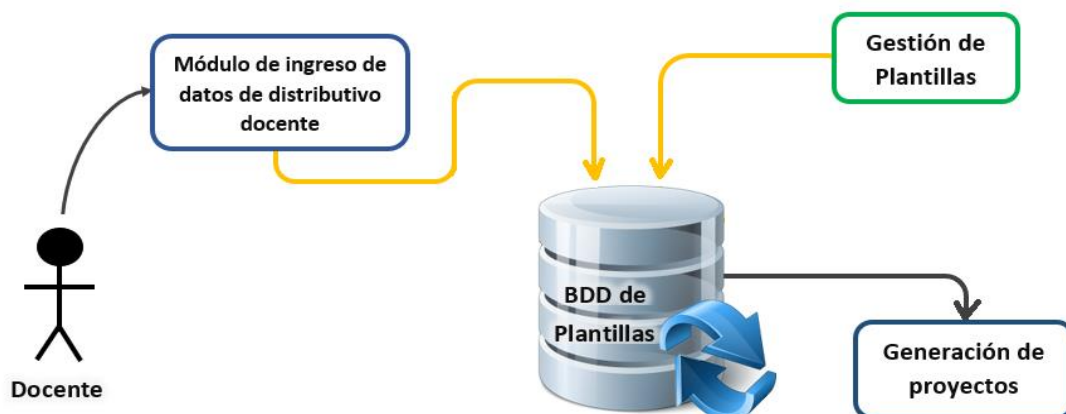 Módulo de ingreso de
datos de distributivo
docente
Gestión de
Plantillas
BDD de
Plantillas
Generación de
proyectos
Docente